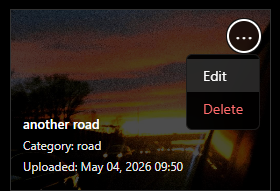 ...
Edit
Delete
another road
Category: road
Uploaded: May 04, 2026 09:50